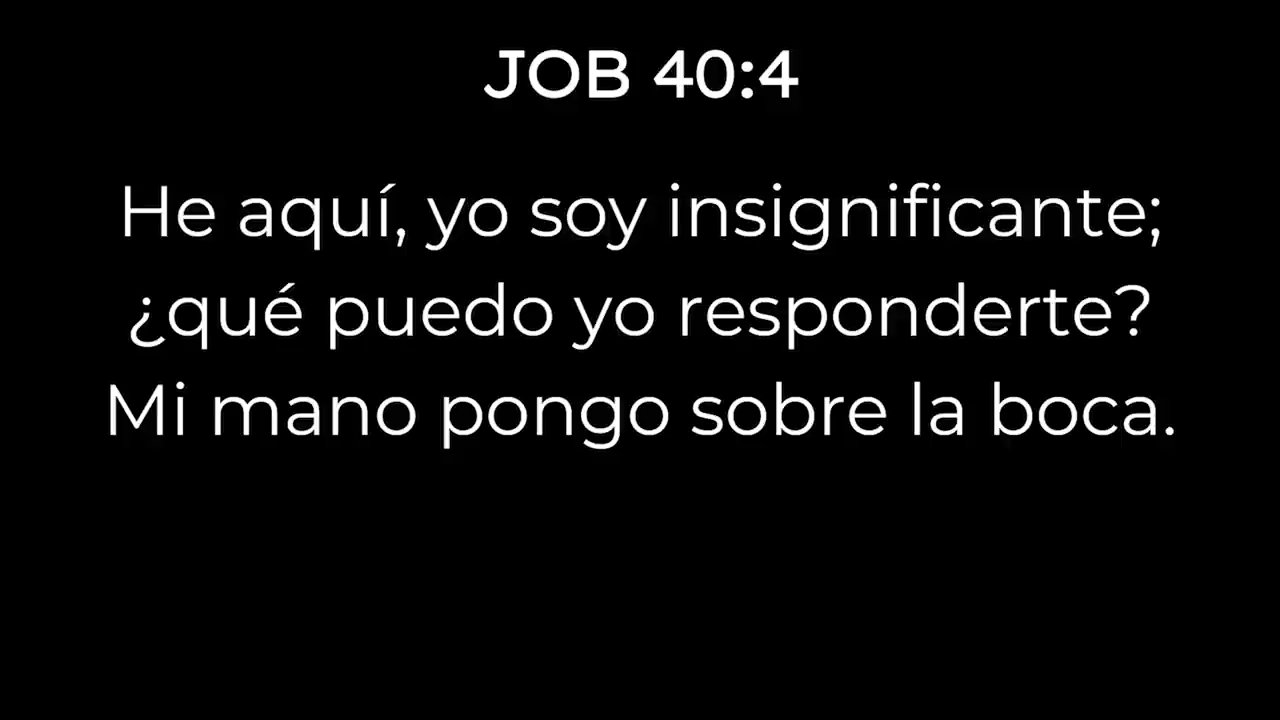 JOB 40:4
He aquí, yo soy insignificante;
¿qué puedo yo responderte?
Mi mano pongo sobre la boca.